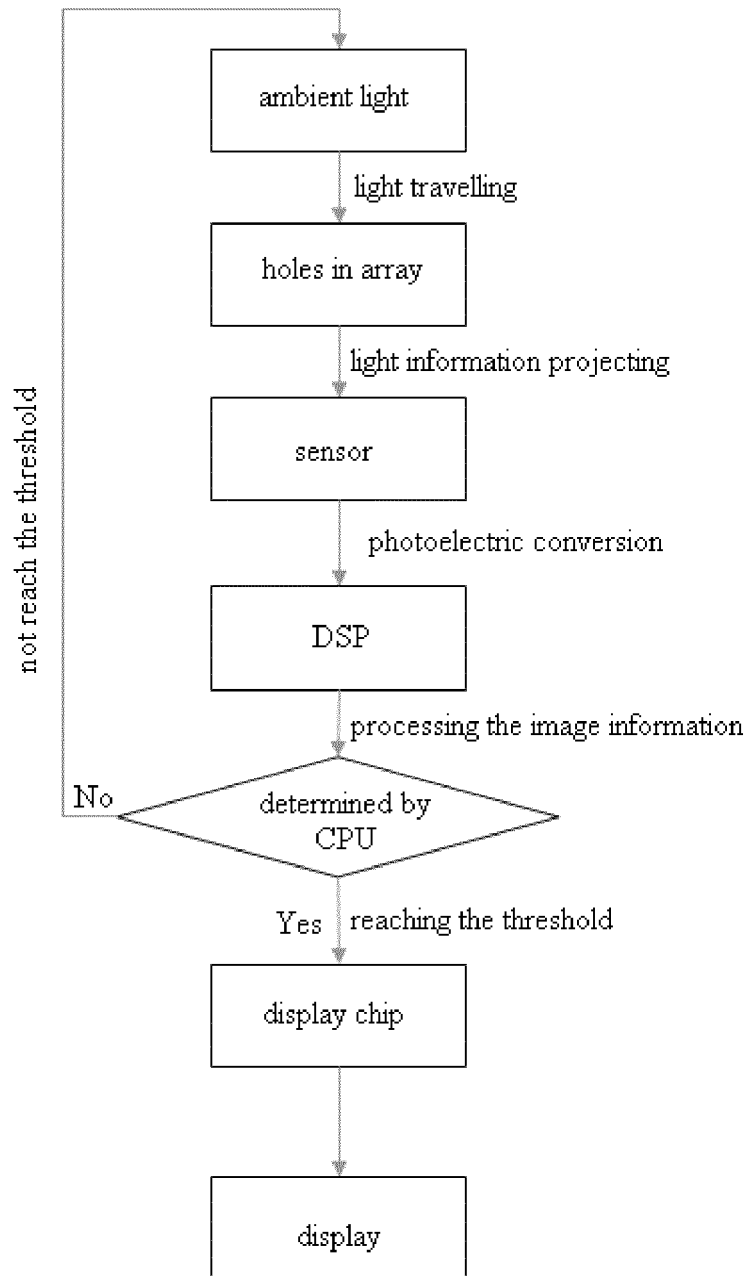 ambient light
light travelling
holes in array
light information projecting
sensor
photoelectric conversion
DSP
processing the image information
No
determined by
CPU
not reach the threshold
Yes
reaching the threshold
display chip
display